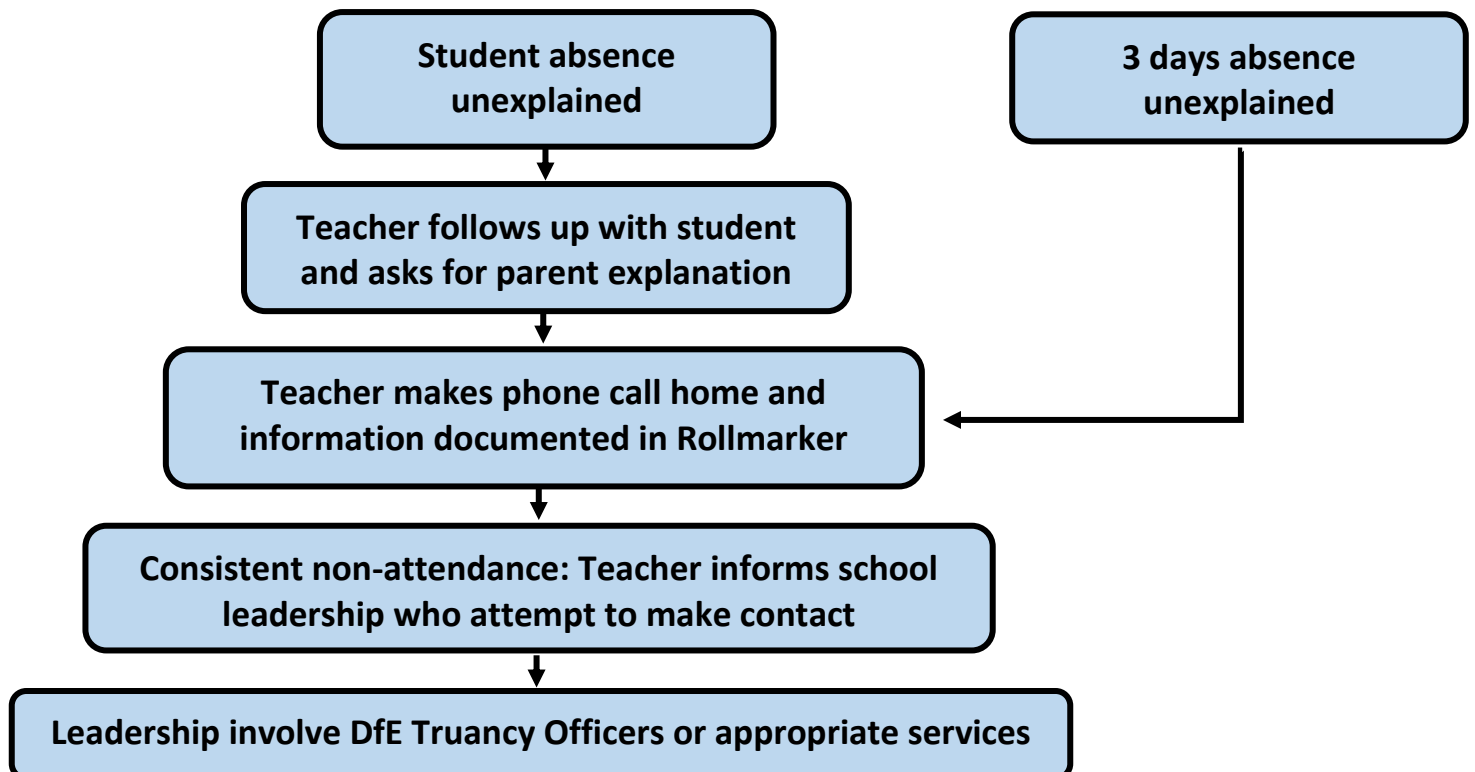 Student absence
unexplained
3 days absence
unexplained
Teacher follows up with student
and asks for parent explanation
Teacher makes phone call home and
information documented in Rollmarker
Consistent non-attendance: Teacher informs school
leadership who attempt to make contact
Leadership involve DfE Truancy Officers or appropriate services